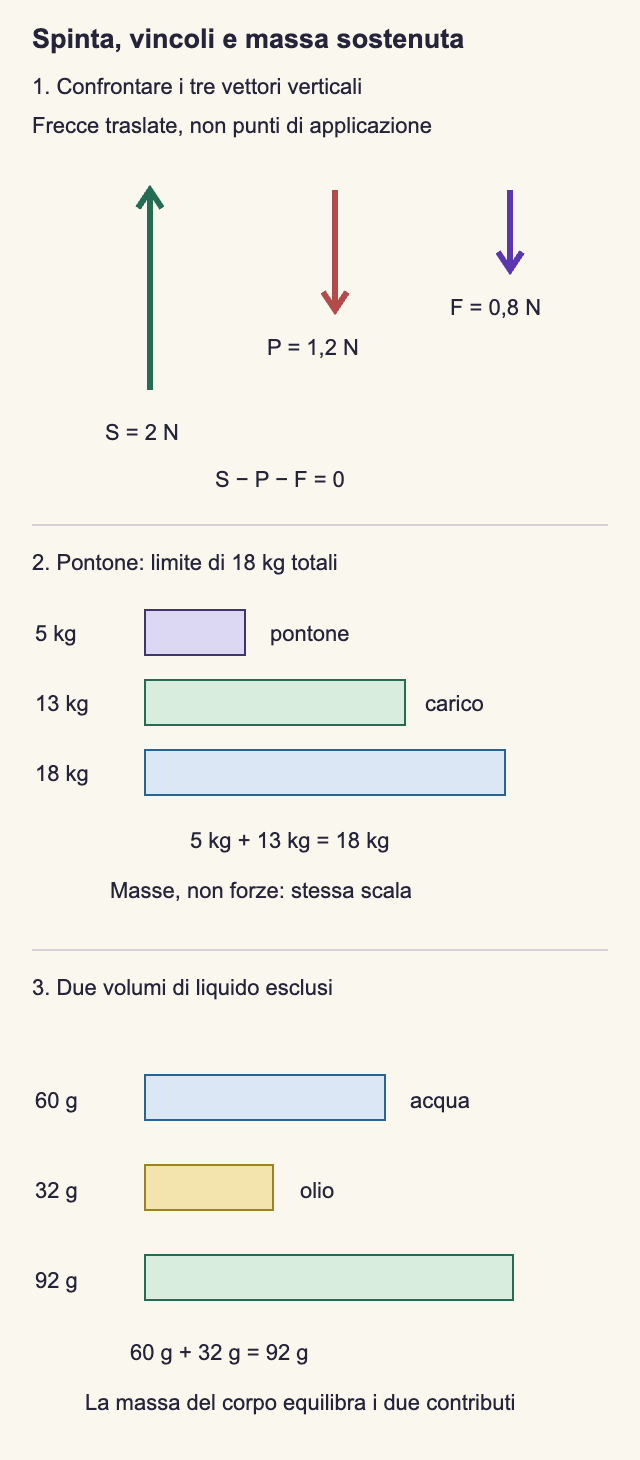 Spinta, vincoli e massa sostenuta
1. Confrontare i tre vettori verticali
Frecce traslate, non punti di applicazione
F = 0,8 N
P = 1,2 N
S = 2 N
S − P − F = 0
2. Pontone: limite di 18 kg totali
5 kg pontone
13 kg carico
18 kg
5 kg + 13 kg = 18 kg
Masse, non forze: stessa scala
3. Due volumi di liquido esclusi
60 g acqua
32 g olio
92 g
60 g + 32 g = 92 g
La massa del corpo equilibra i due contributi